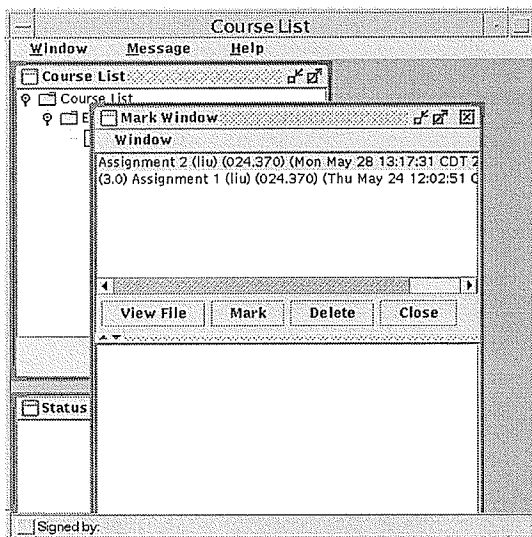 Course List
Window Message Help
Course List
Course List
E
Mark Window
Window
Assignment 2 (liu) (024.370) (Mon May 28 13:17:31 CDT 2
(3.0) Assignment 1 (liu) (024.370) (Thu May 24 12:02:51 C
View File Mark Delete Close
Status
Signed by: